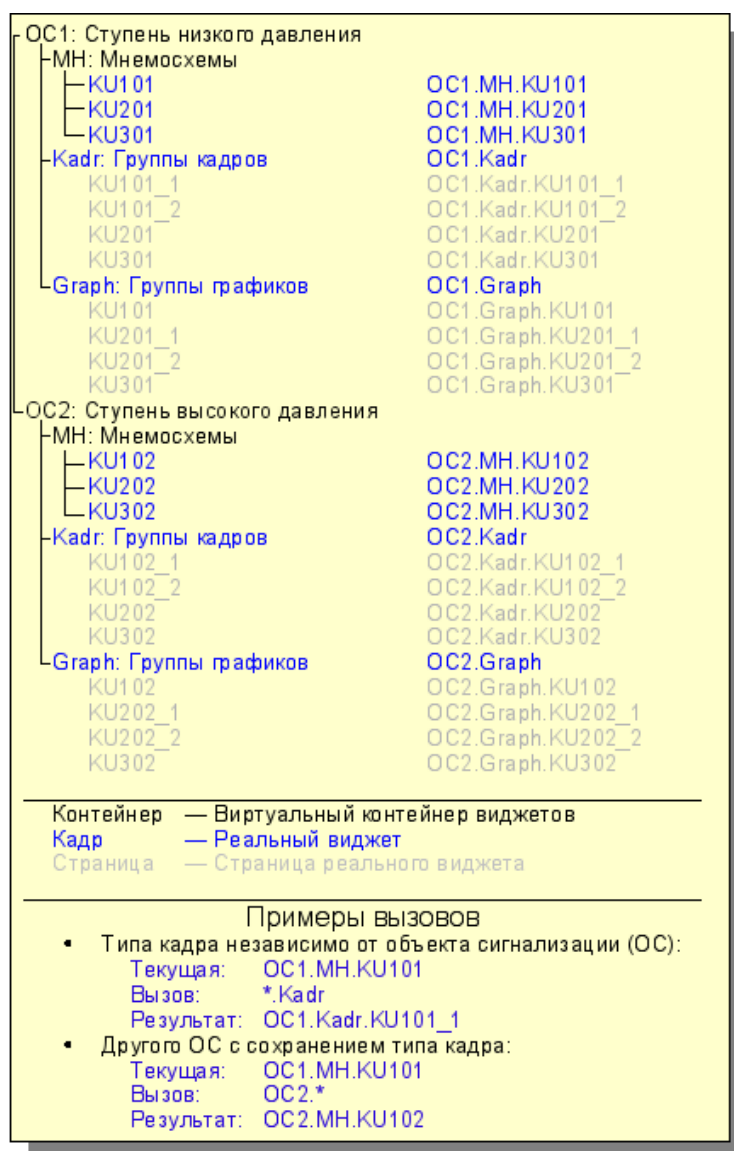 ОС1: Ступень низкого давления
МН: Мнемосхемы
KU101 ОС1.МН.KU101
KU201 ОС1.МН.KU201
KU301 ОС1.МН.KU301
Kadr: Группы кадров ОС1.Kadr
KU101_1 ОС1.Kadr.KU101_1
KU101_2 ОС1.Kadr.KU101_2
KU201 ОС1.Kadr.KU201
KU301 ОС1.Kadr.KU301
Graph: Группы графиков ОС1.Graph
KU101 ОС1.Graph.KU101
KU201_1 ОС1.Graph.KU201_1
KU201_2 ОС1.Graph.KU201_2
KU301 ОС1.Graph.KU301
ОС2: Ступень высокого давления
МН: Мнемосхемы
KU102 ОС2.МН.KU102
KU202 ОС2.МН.KU202
KU302 ОС2.МН.KU302
Kadr: Группы кадров ОС2.Kadr
KU102_1 ОС2.Kadr.KU102_1
KU102_2 ОС2.Kadr.KU102_2
KU202 ОС2.Kadr.KU202
KU302 ОС2.Kadr.KU302
Graph: Группы графиков ОС2.Graph
KU102 ОС2.Graph.KU102
KU202_1 ОС2.Graph.KU202_1
KU202_2 ОС2.Graph.KU202_2
KU302 ОС2.Graph.KU302
Контейнер — Виртуальный контейнер виджетов
Кадр — Реальный виджет
Страница — Страница реального виджета
Примеры вызовов
• Типа кадра независимо от объекта сигнализации (ОС):
Текущая: ОС1.МН.KU101
Вызов: *.Kadr
Результат: ОС1.Kadr.KU101_1
• Другого ОС с сохранением типа кадра:
Текущая: ОС1.МН.KU101
Вызов: ОС2.*
Результат: ОС2.МН.KU102